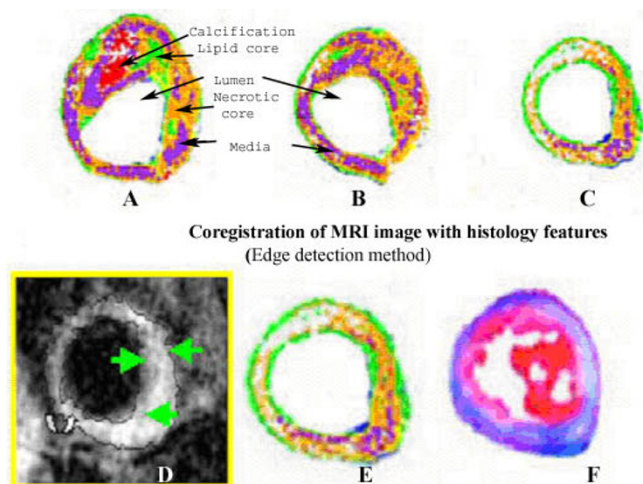 Calcification
Lipid core
Lumen
Necrotic
core
Media
A
B
C
Coregistration of MRI image with histology features
(Edge detection method)
D
E
F